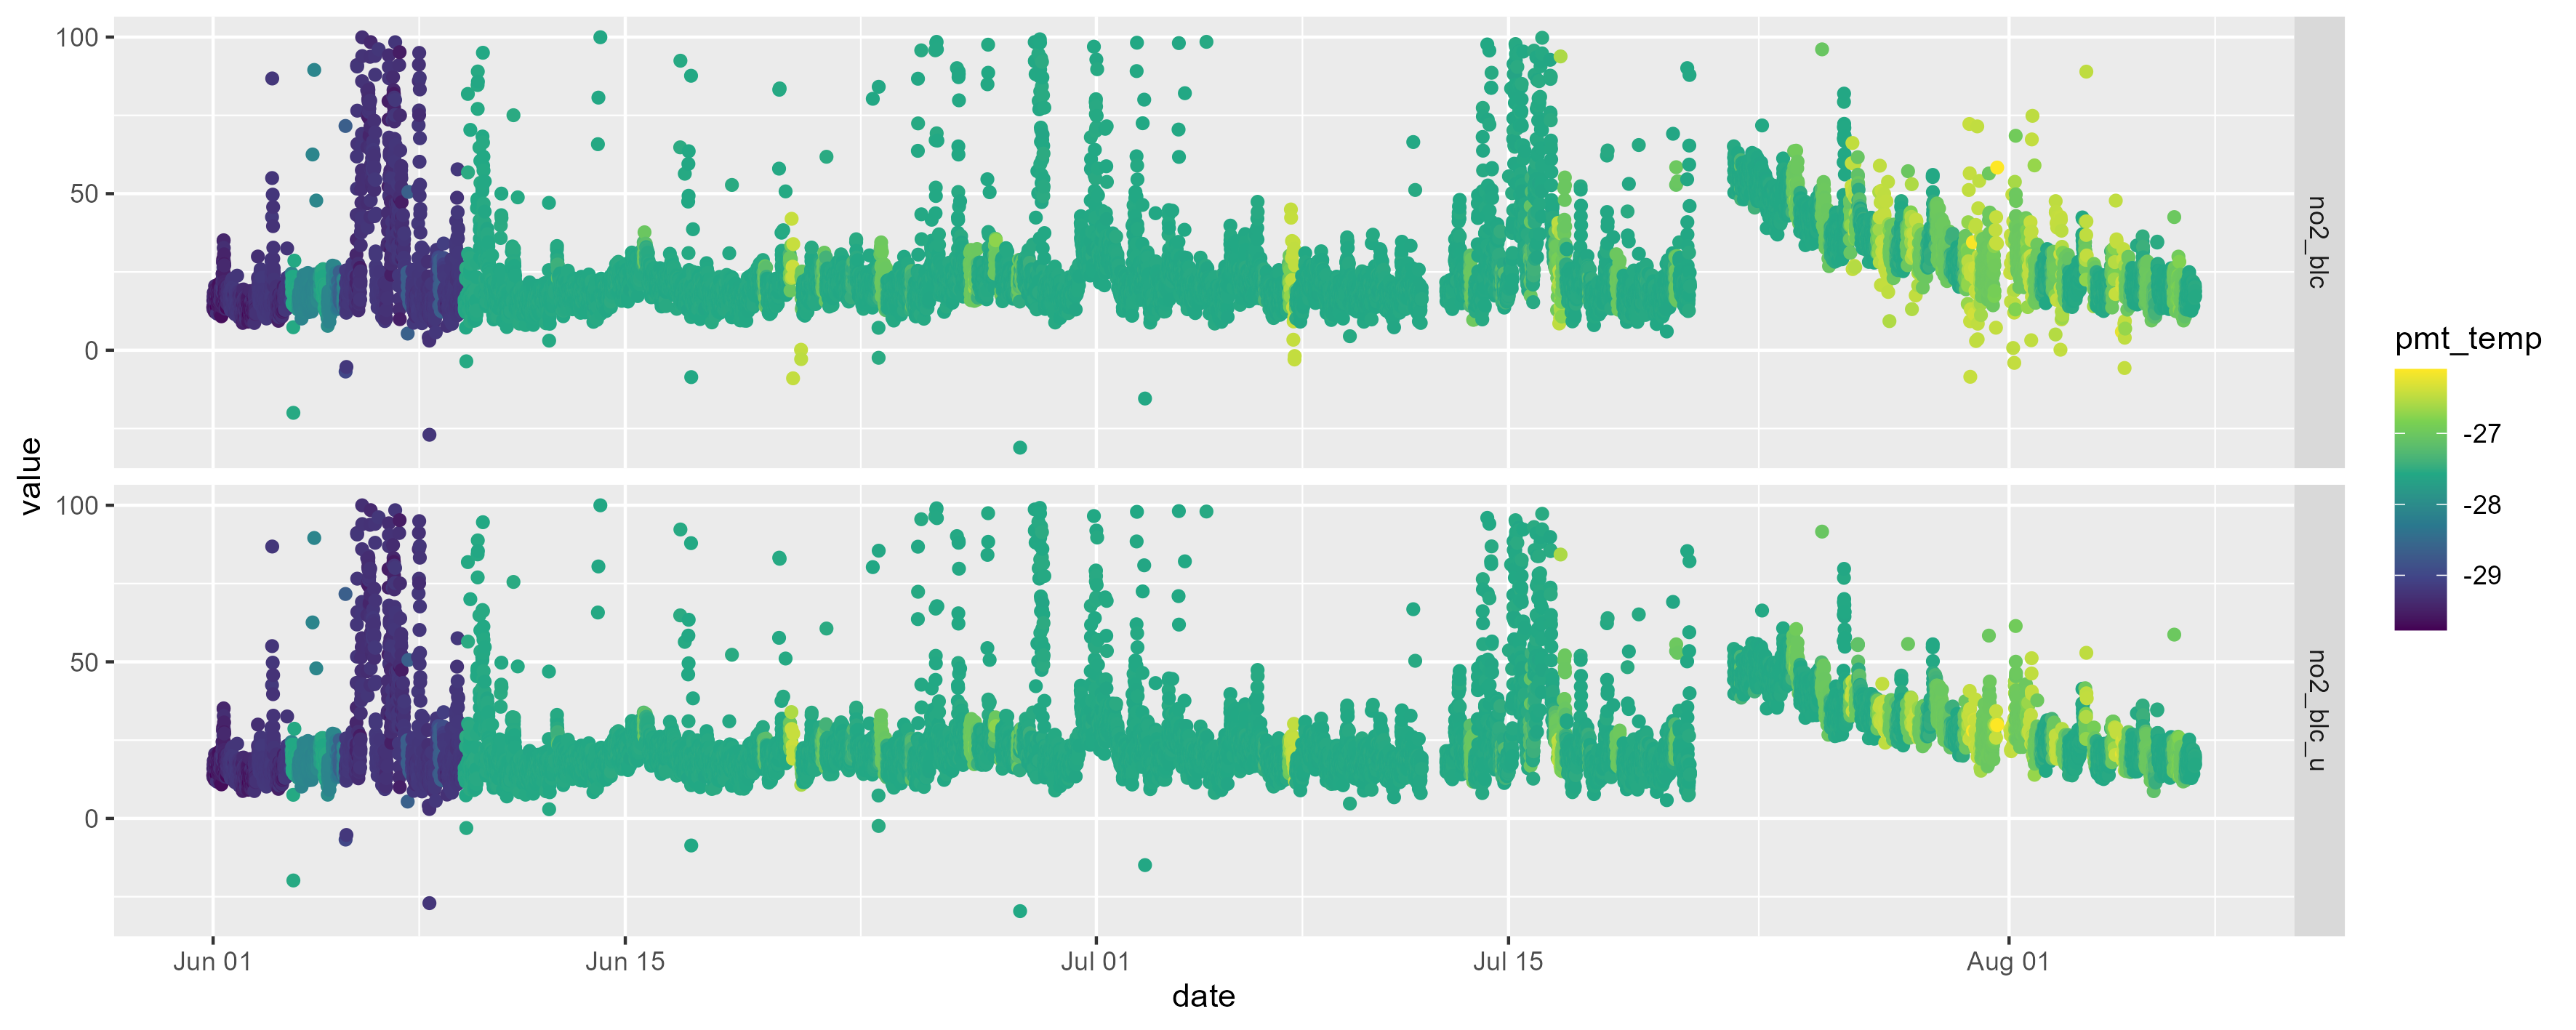 value
100
50
0
no2_blc
100
50
0
no2_blc_u
Jun 01
Jun 15
Jul 01
Jul 15
Aug 01
date
pmt_temp
-27
-28
-29